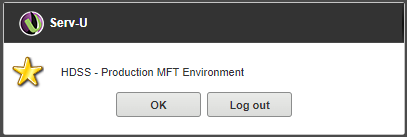 Serv-U
HDSS - Production MFT Environment
OK
Log out